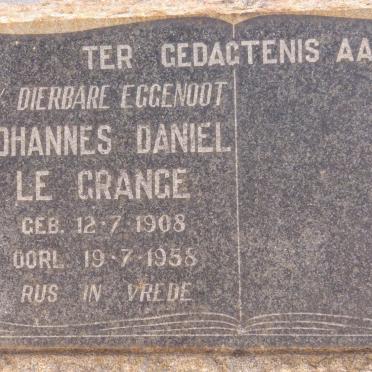 TER GEDAGTENIS AA
DIERBARE EGGENOOT
OHANNES DANIEL
LE GRANGE
GEB. 12-7-1908
OORL. 19-7-1958
RUS IN VREDE